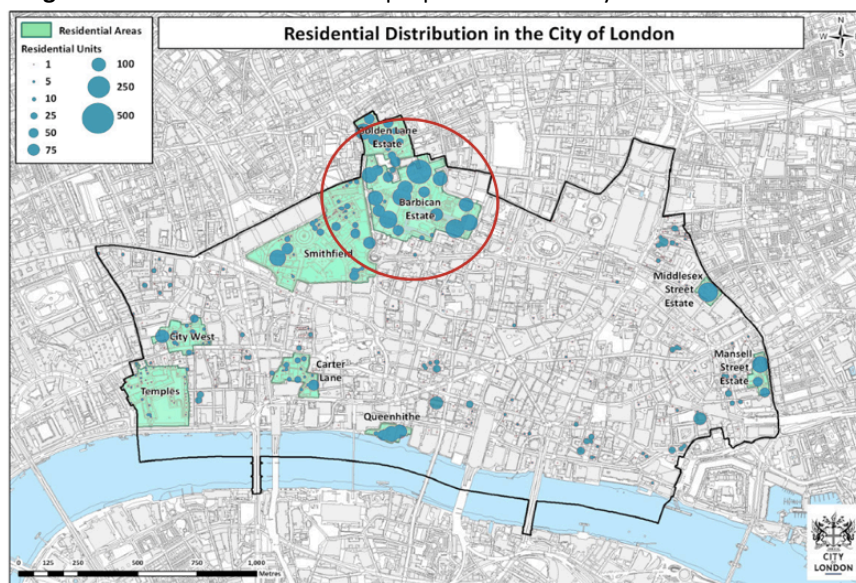 Residential Distribution in the City of London
Residential Areas
Residential Units
1
5
10
25
50
75
100
250
500
N
W
E
S
Golden Lane
Estate
Barbican
Estate
Smithfield
Middlesex
Street
Estate
City West
Carter
Lane
Mansell
Street
Estate
Temples
Queenhithe
0 125 250 500 750 1,000
Metres
CITY
OF
LONDON